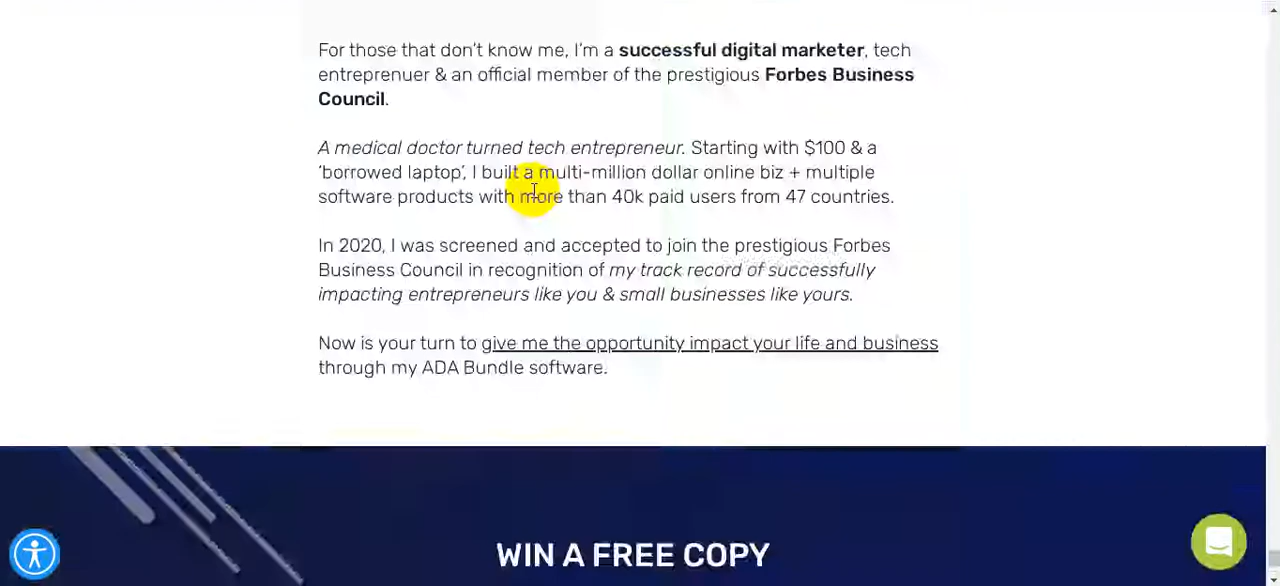 For those that don't know me, I'm a successful digital marketer, tech
entreprenuer & an official member of the prestigious Forbes Business
Council.
A medical doctor turned tech entrepreneur. Starting with $100 & a
'borrowed laptop', I built a multi-million dollar online biz + multiple
software products with more than 40k paid users from 47 countries.
In 2020, I was screened and accepted to join the prestigious Forbes
Business Council in recognition of my track record of successfully
impacting entrepreneurs like you & small businesses like yours.
Now is your turn to give me the opportunity impact your life and business
through my ADA Bundle software.
WIN A FREE COPY